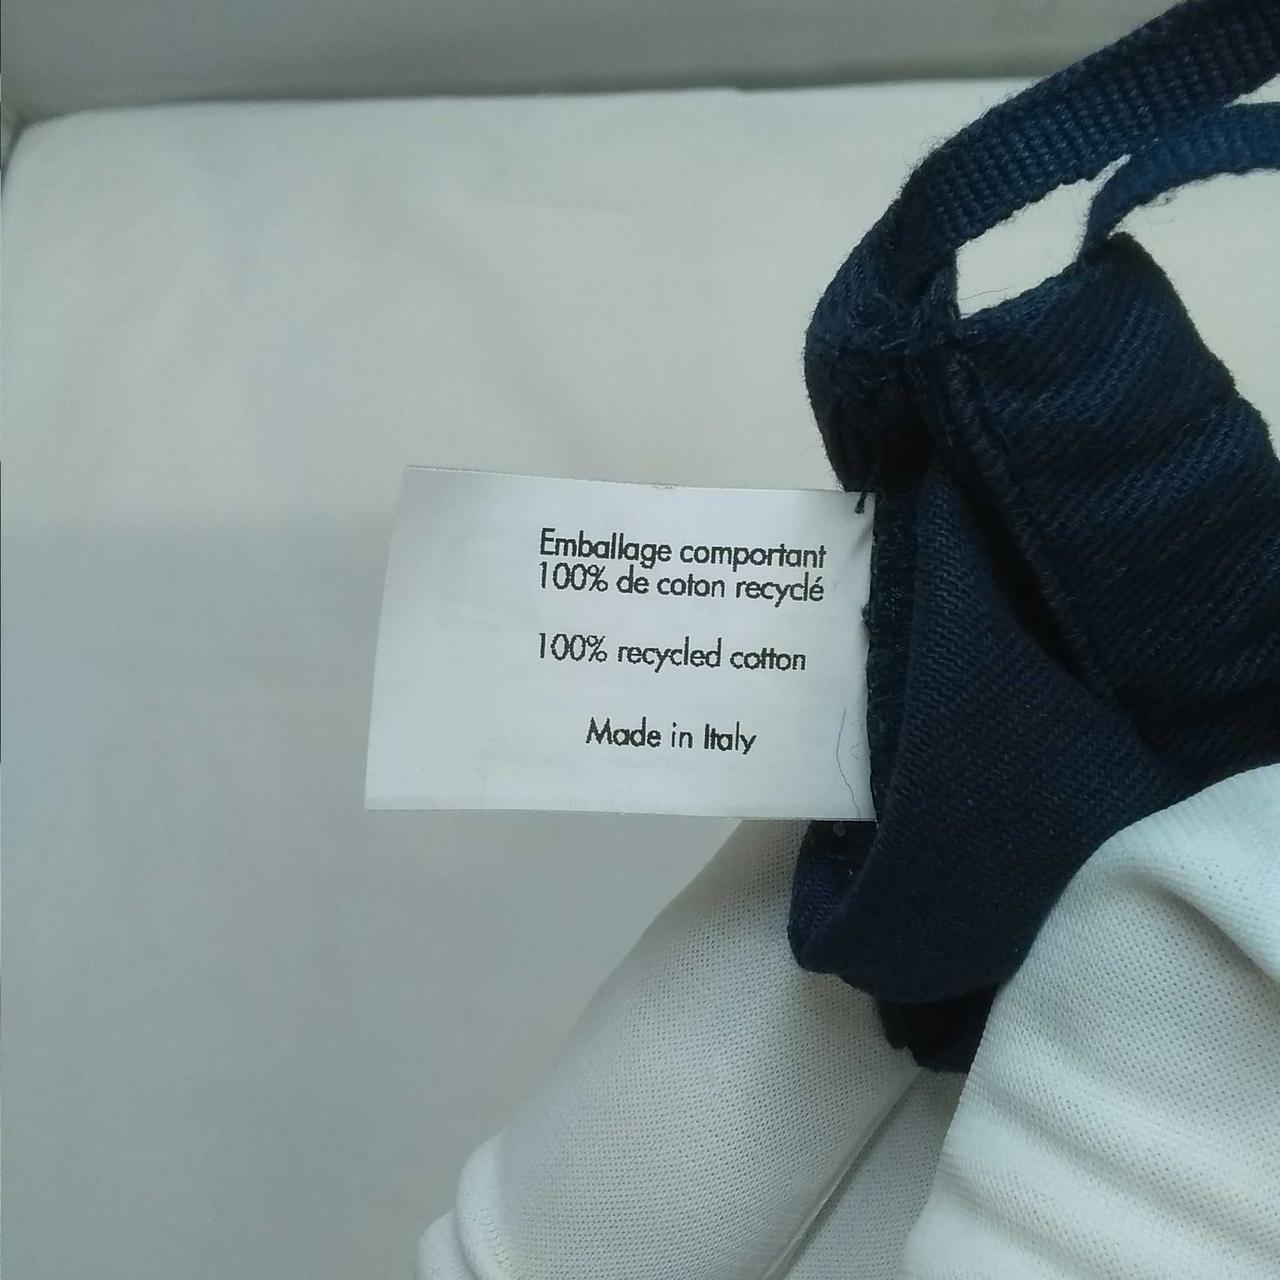 Emballage comportant
100% de coton recyclé
100% recycled cotton
Made in Italy